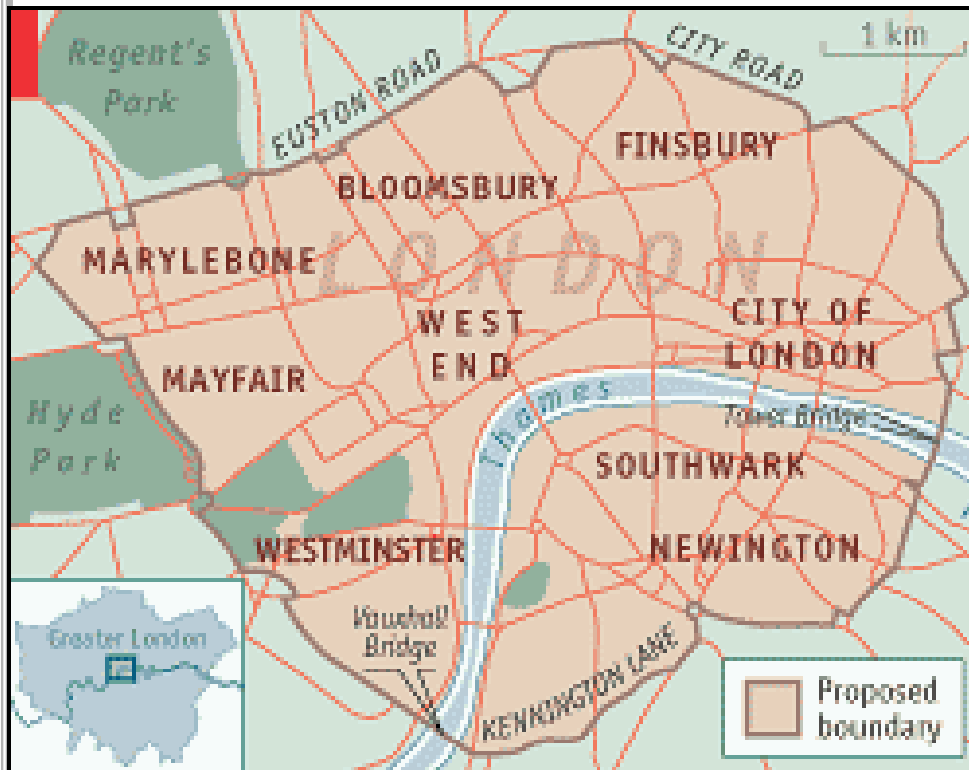 Regent's
Park
EUSTON ROAD
CITY ROAD
1 km
FINSBURY
BLOOMSBURY
LONDON
MARYLEBONE
WEST
END
CITY OF
LONDON
MAYFAIR
Hyde
Park
Thames
Tower Bridge
SOUTHWARK
WESTMINSTER
NEWINGTON
Vauxhall
Bridge
KENNINGTON LANE
Greater London
Proposed
boundary